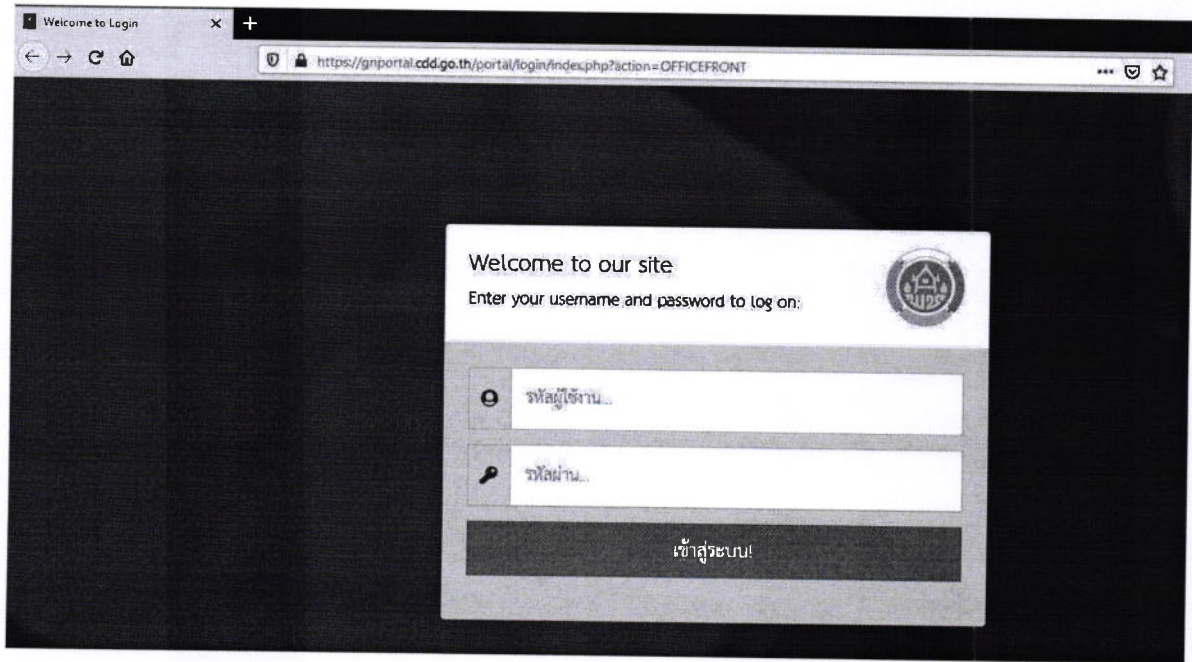 Welcome to Login
https://gnportal.cdd.go.th/portal/login/index.php?action=OFFICEFRONT
Welcome to our site
Enter your username and password to log on:
รหัสผู้ใช้งาน...
รหัสผ่าน...
เข้าสู่ระบบ!